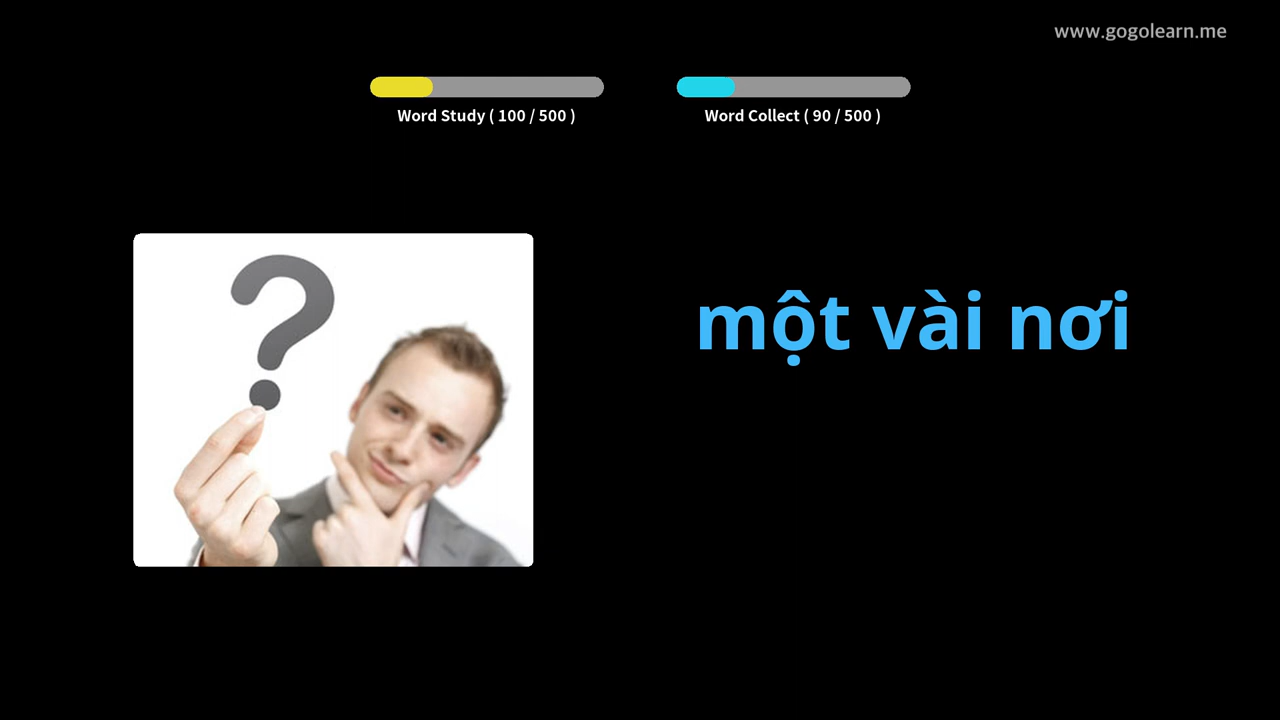 www.gogolearn.me
Word Study ( 100 / 500 )
Word Collect ( 90 / 500 )
?
một vài nơi